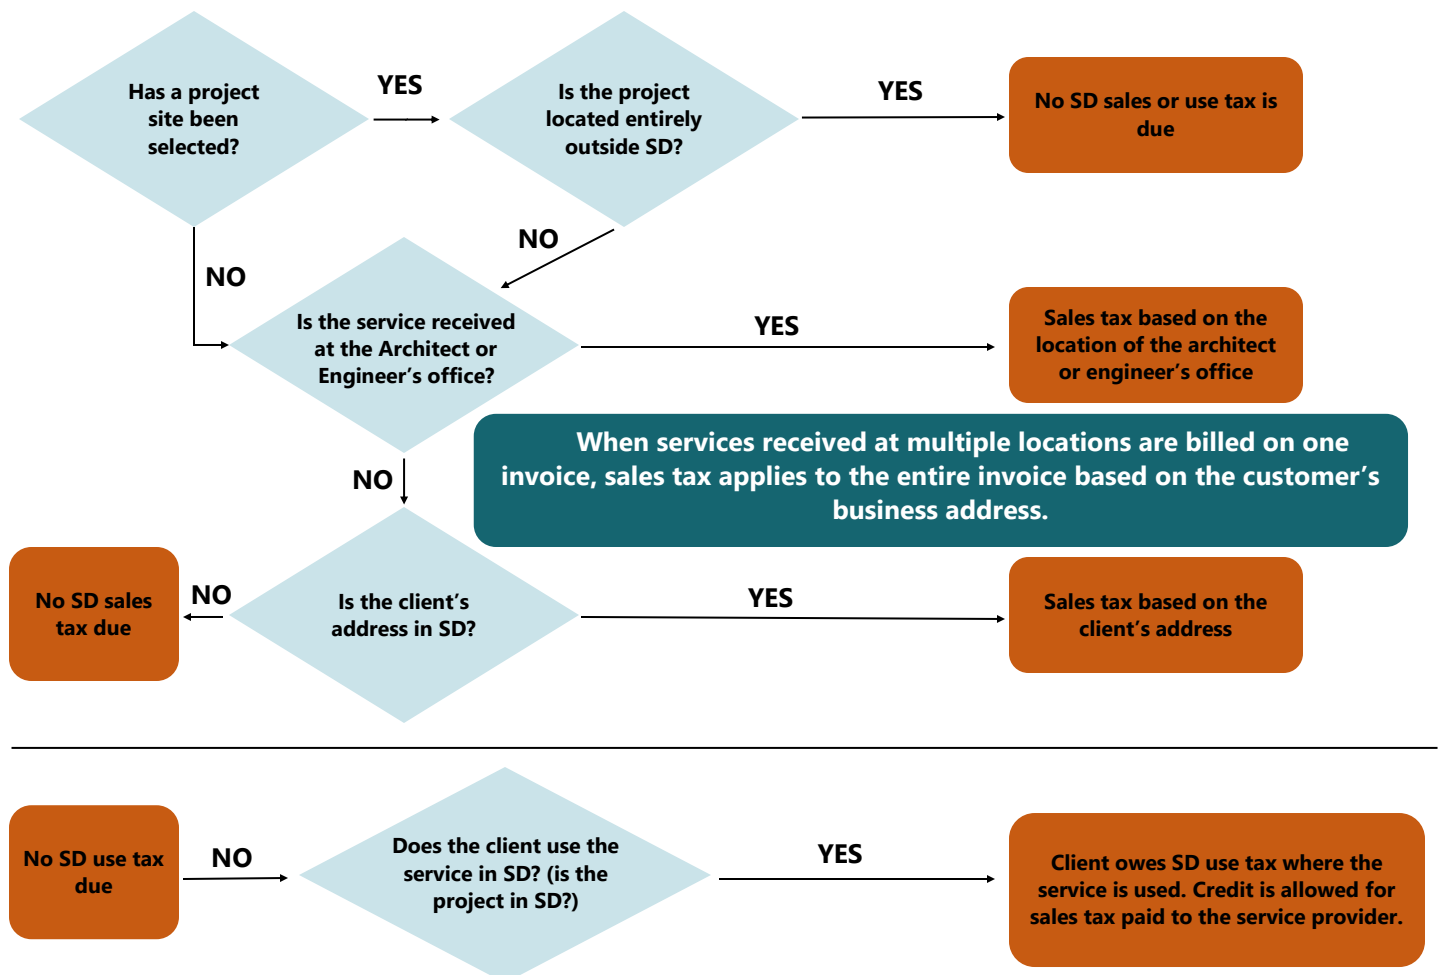 Has a project
site been
selected?
YES
Is the project
located entirely
outside SD?
YES
No SD sales or use tax is
due
NO
NO
Is the service received
at the Architect or
Engineer’s office?
YES
Sales tax based on the
location of the architect
or engineer’s office
When services received at multiple locations are billed on one
invoice, sales tax applies to the entire invoice based on the customer’s
business address.
NO
No SD sales
tax due
NO
Is the client’s
address in SD?
YES
Sales tax based on the
client’s address
No SD use tax
due
NO
Does the client use the
service in SD? (is the
project in SD?)
YES
Client owes SD use tax where the
service is used. Credit is allowed for
sales tax paid to the service provider.